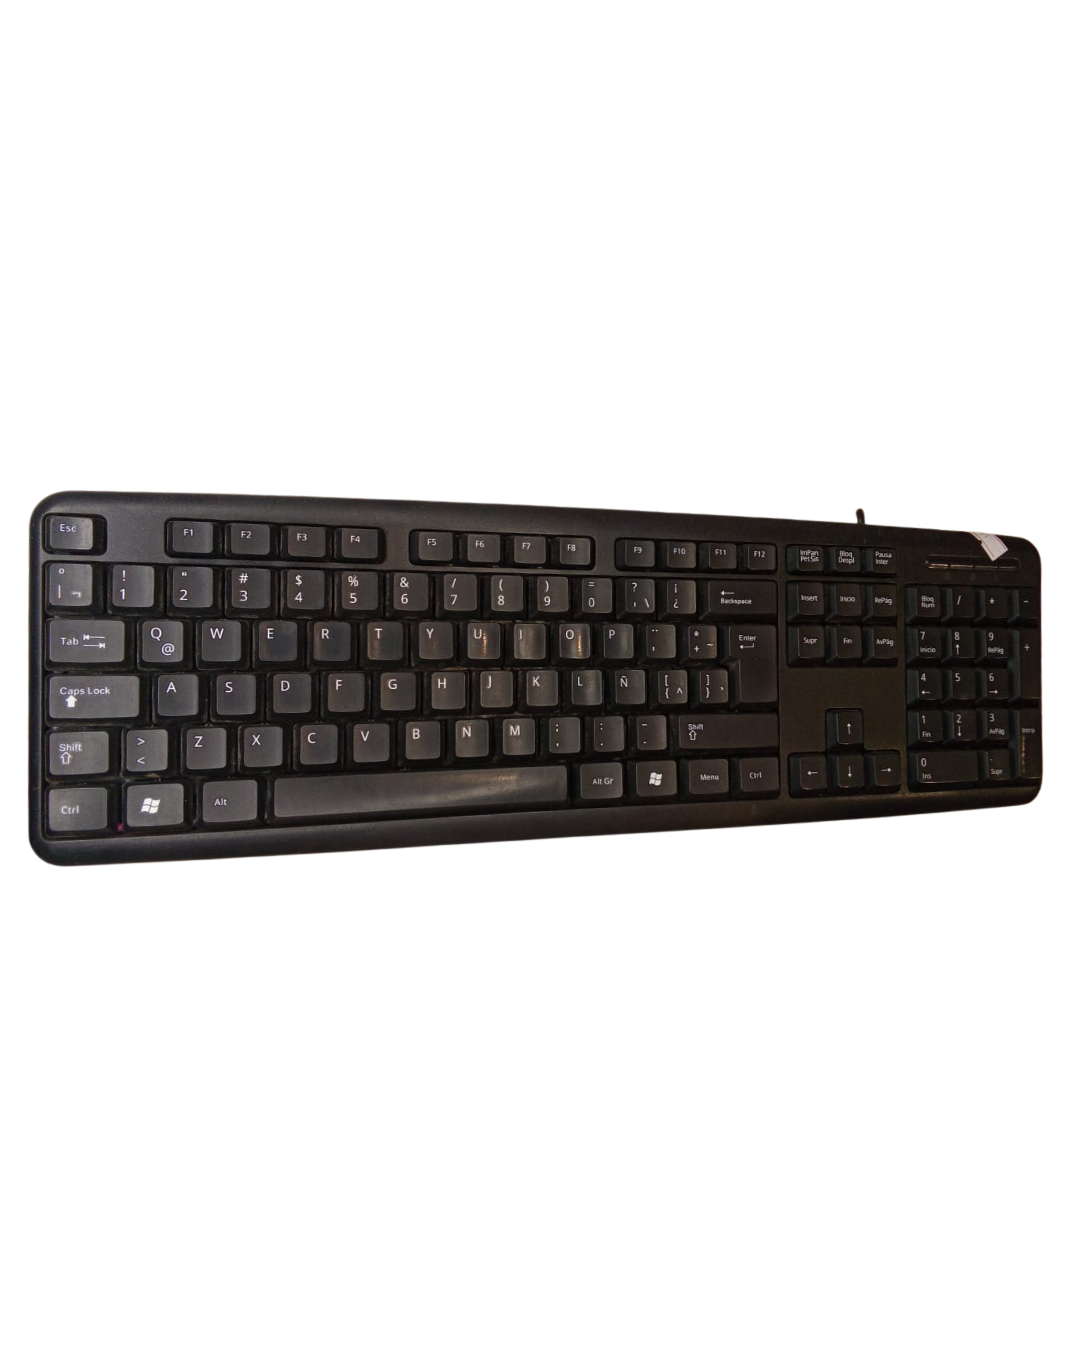 Esc F1 F2 F3 F4 F5 F6 F7 F8 F9 F10 F11 F12 ImPan Bloq Pausa
PetSis Despl Inter
° ! “ # $ % & / ( ) = ? ¡ Backspace Insert Inicio RePág Bloq / * -
| ¬ 1 2 3 4 5 6 7 8 9 0 ' \ ¿ Num
Tab Q W E R T Y U I O P ¨ * Enter Supr Fin AvPág 7 8 9 +
@ ´ + ~ Inicio ↑ RePág
Caps Lock A S D F G H J K L Ñ [ ] 4 5 6
{ ^ } ` ← →
Shift > Z X C V B N M ; : _ Shift ↑ 1 2 3 Intro
< , . - Fin ↓ AvPág
Ctrl Alt Alt Gr Menu Ctrl ← ↓ → 0 .
Ins Supr